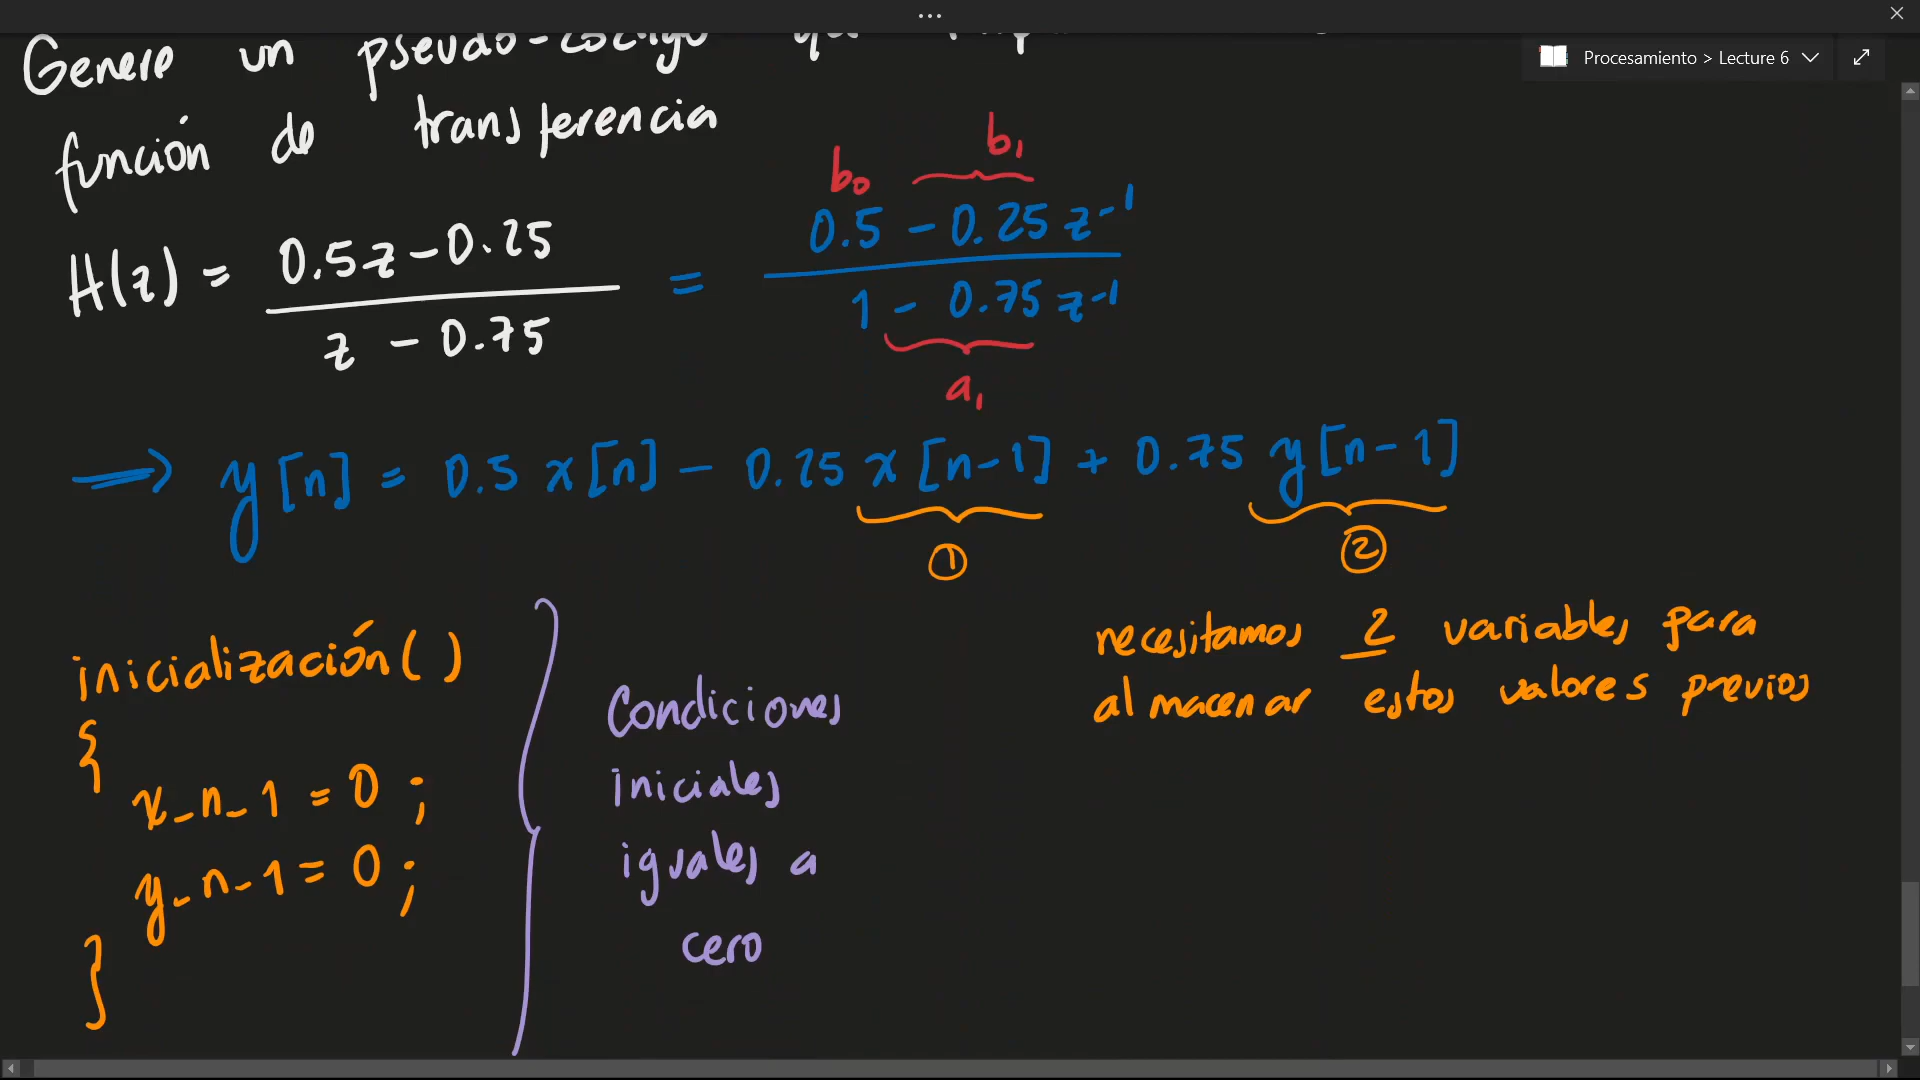 Genere un pseudo-código
Procesamiento > Lecture 6
función de transferencia
b₀ b₁
H(z) = (0.5z - 0.25) / (z - 0.75) = (0.5 - 0.25 z⁻¹) / (1 - 0.75 z⁻¹)
a₁
⟹ y[n] = 0.5 x[n] - 0.25 x[n-1] + 0.75 y[n-1]
① ②
necesitamos 2 variables para
almacenar estos valores previos
inicialización()
{
x_n_1 = 0 ;
y_n_1 = 0 ;
}
Condiciones
iniciales
iguales a
cero